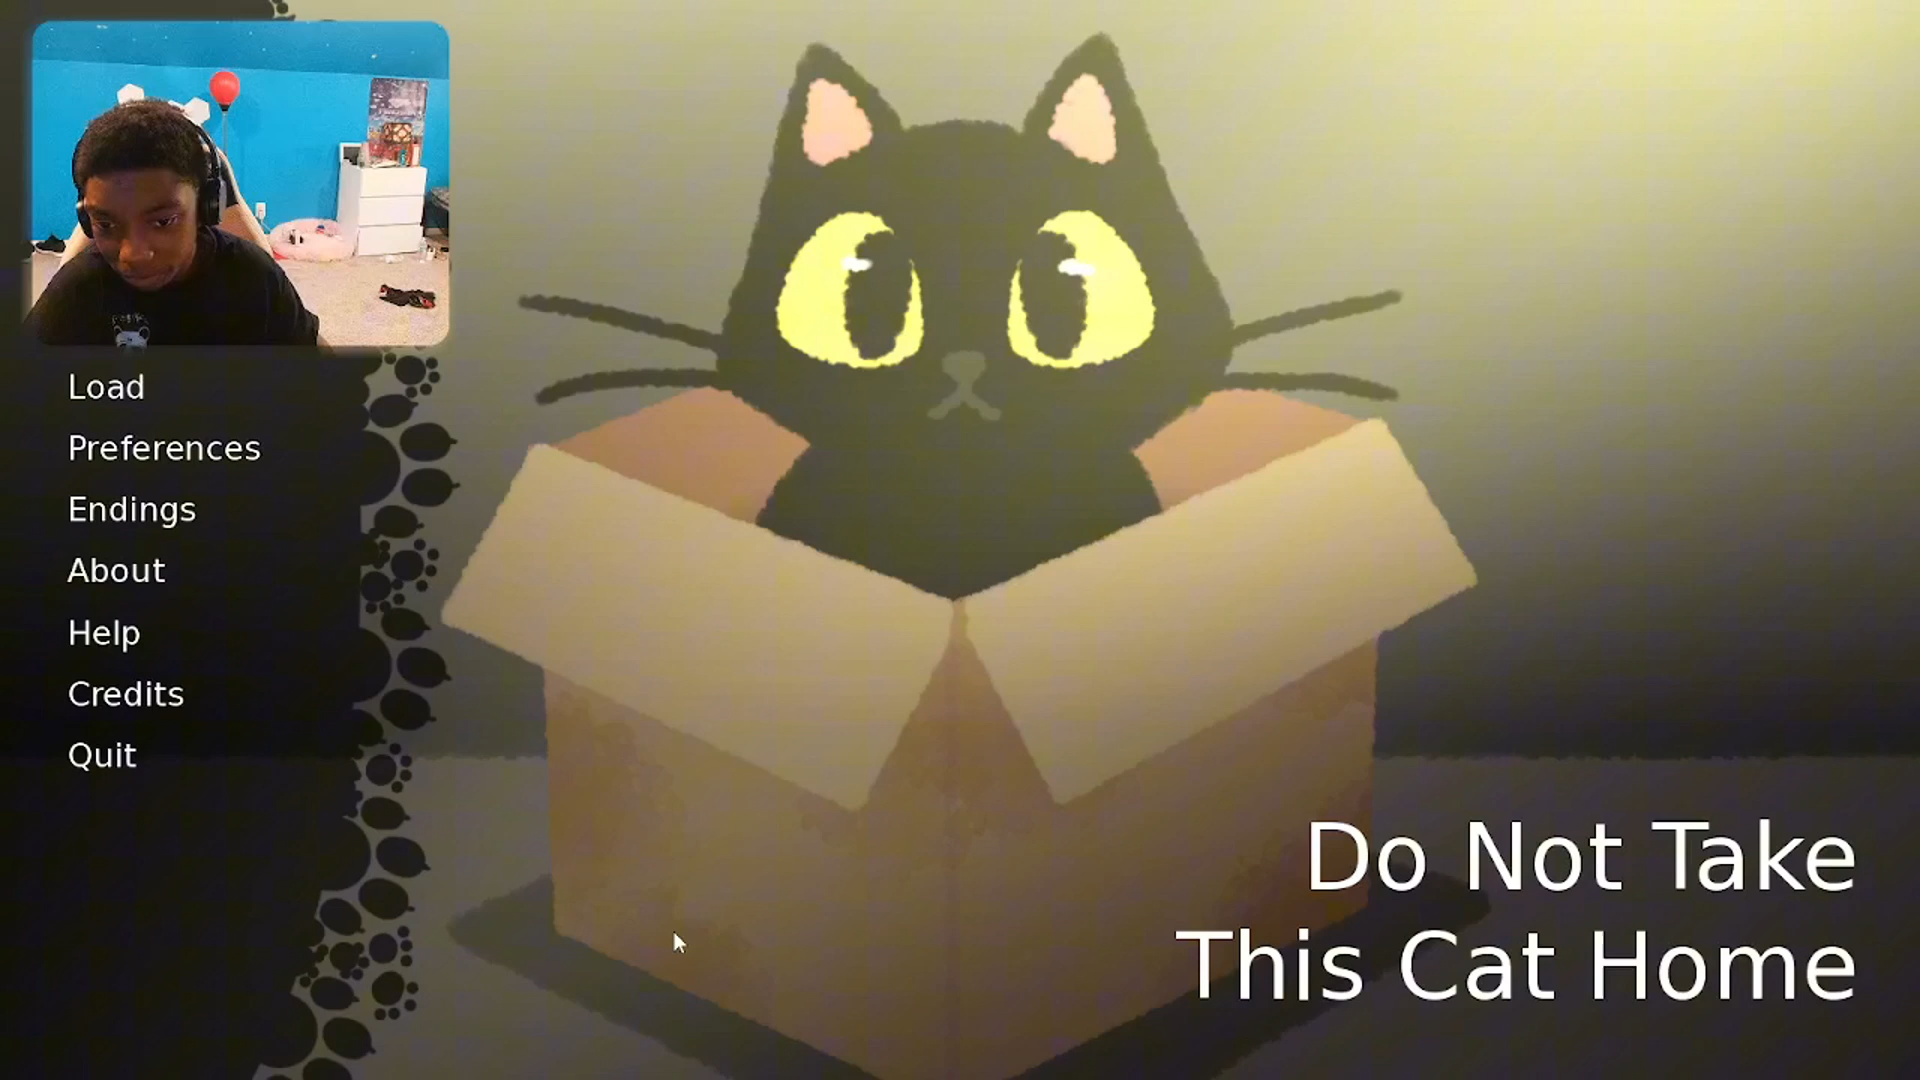 Load
Preferences
Endings
About
Help
Credits
Quit
Do Not Take
This Cat Home